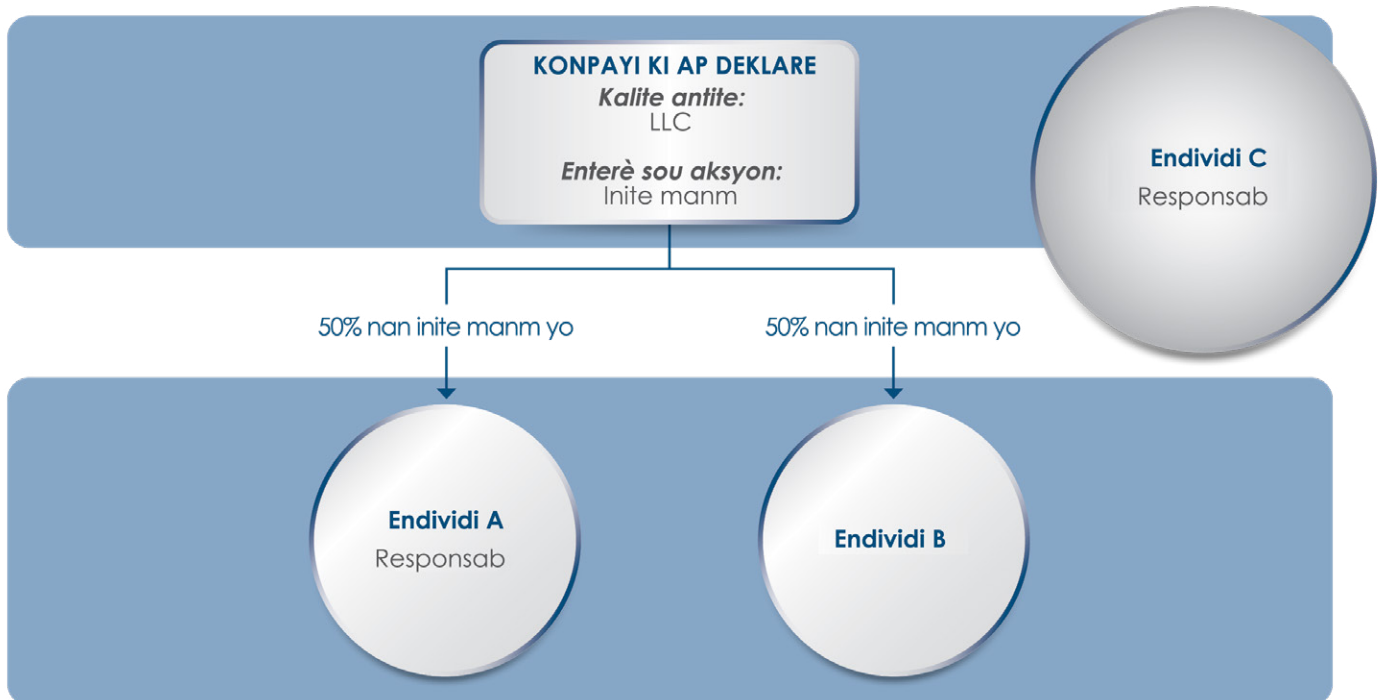 KONPAYI KI AP DEKLARE
Kalite antite:
LLC
Enterè sou aksyon:
Inite manm
Endividi C
Responsab
50% nan inite manm yo
50% nan inite manm yo
Endividi A
Responsab
Endividi B